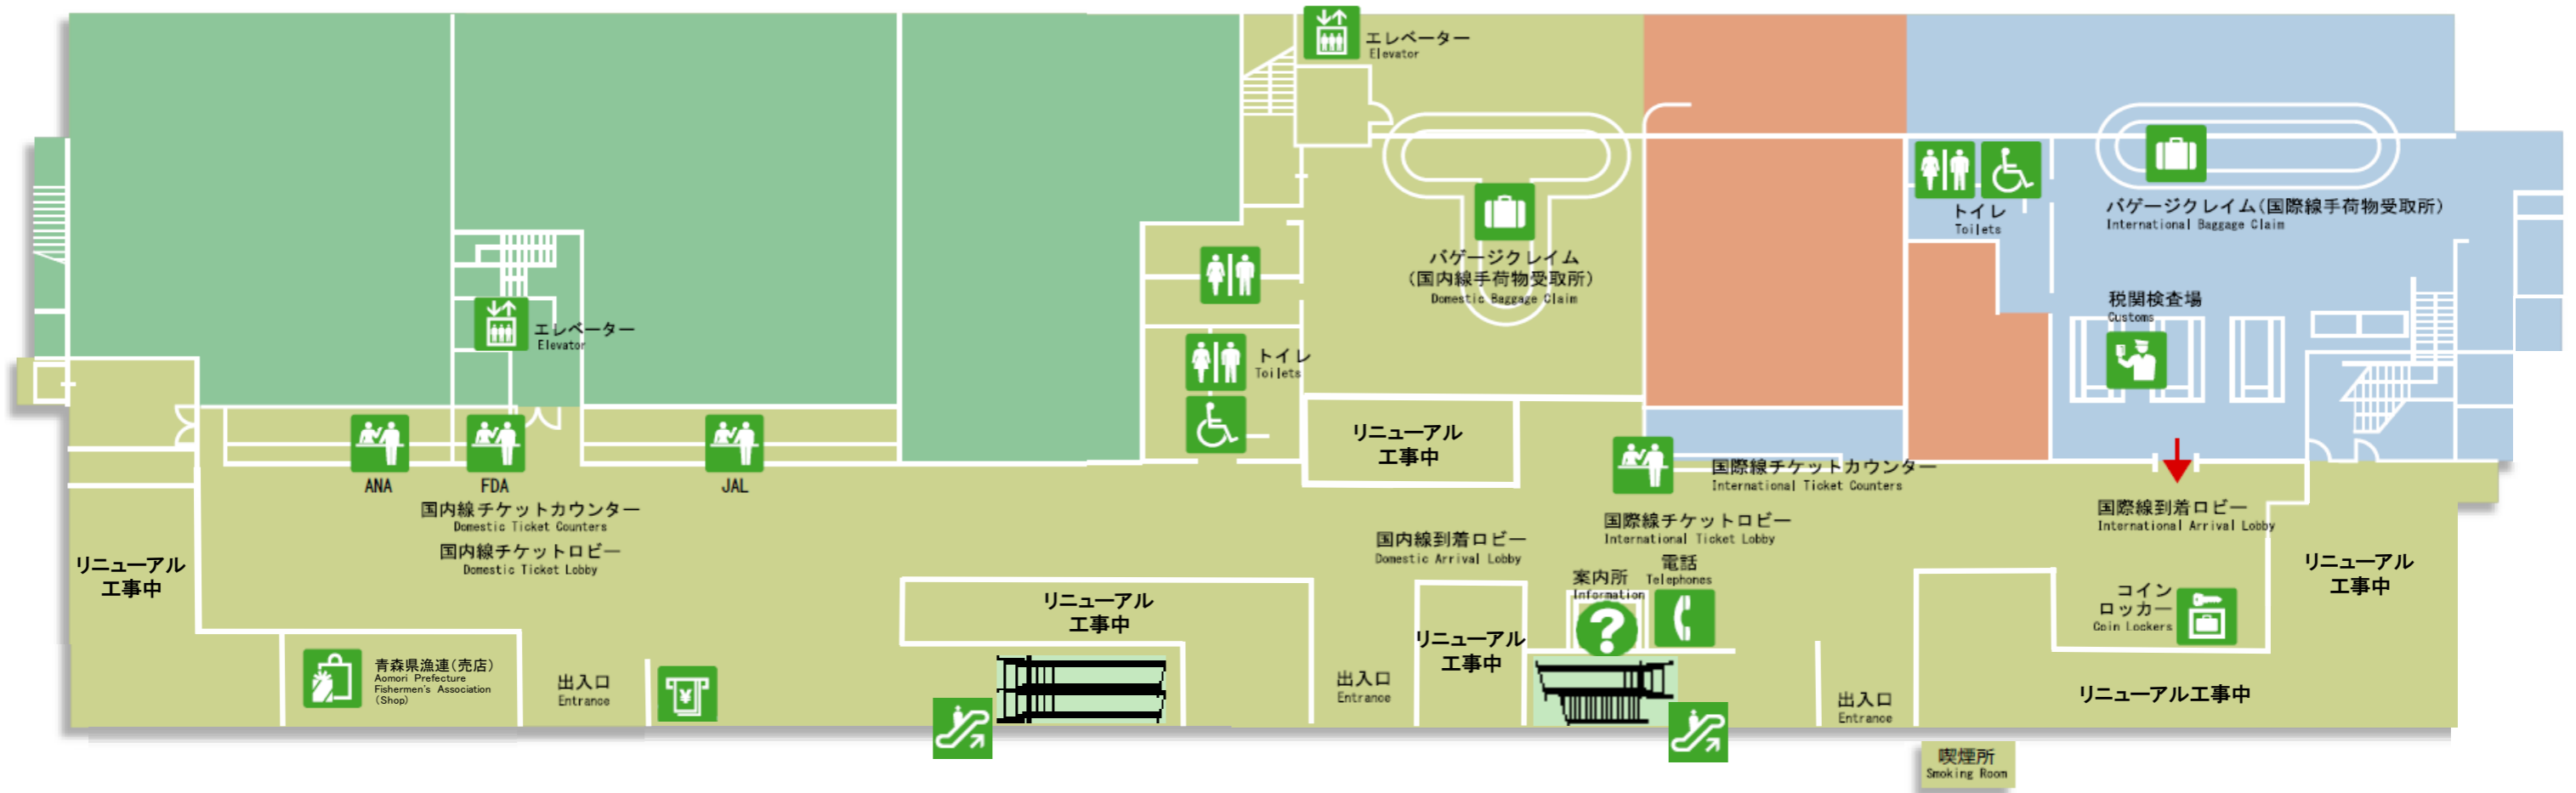 エレベーター
Elevator
バゲージクレイム
(国内線手荷物受取所)
Domestic Baggage Claim
トイレ
Toilets
バゲージクレイム(国際線手荷物受取所)
International Baggage Claim
税関検査場
Customs
エレベーター
Elevator
トイレ
Toilets
ANA
FDA
JAL
国内線チケットカウンター
Domestic Ticket Counters
国内線チケットロビー
Domestic Ticket Lobby
リニューアル
工事中
国際線チケットカウンター
International Ticket Counters
国際線チケットロビー
International Ticket Lobby
国内線到着ロビー
Domestic Arrival Lobby
国際線到着ロビー
International Arrival Lobby
リニューアル
工事中
リニューアル
工事中
リニューアル
工事中
案内所
Information
?
電話
Telephones
コイン
ロッカー
Coin Lockers
リニューアル
工事中
青森県漁連(売店)
Aomori Prefecture
Fishermen's Association
(Shop)
出入口
Entrance
¥
出入口
Entrance
出入口
Entrance
リニューアル工事中
喫煙所
Smoking Room